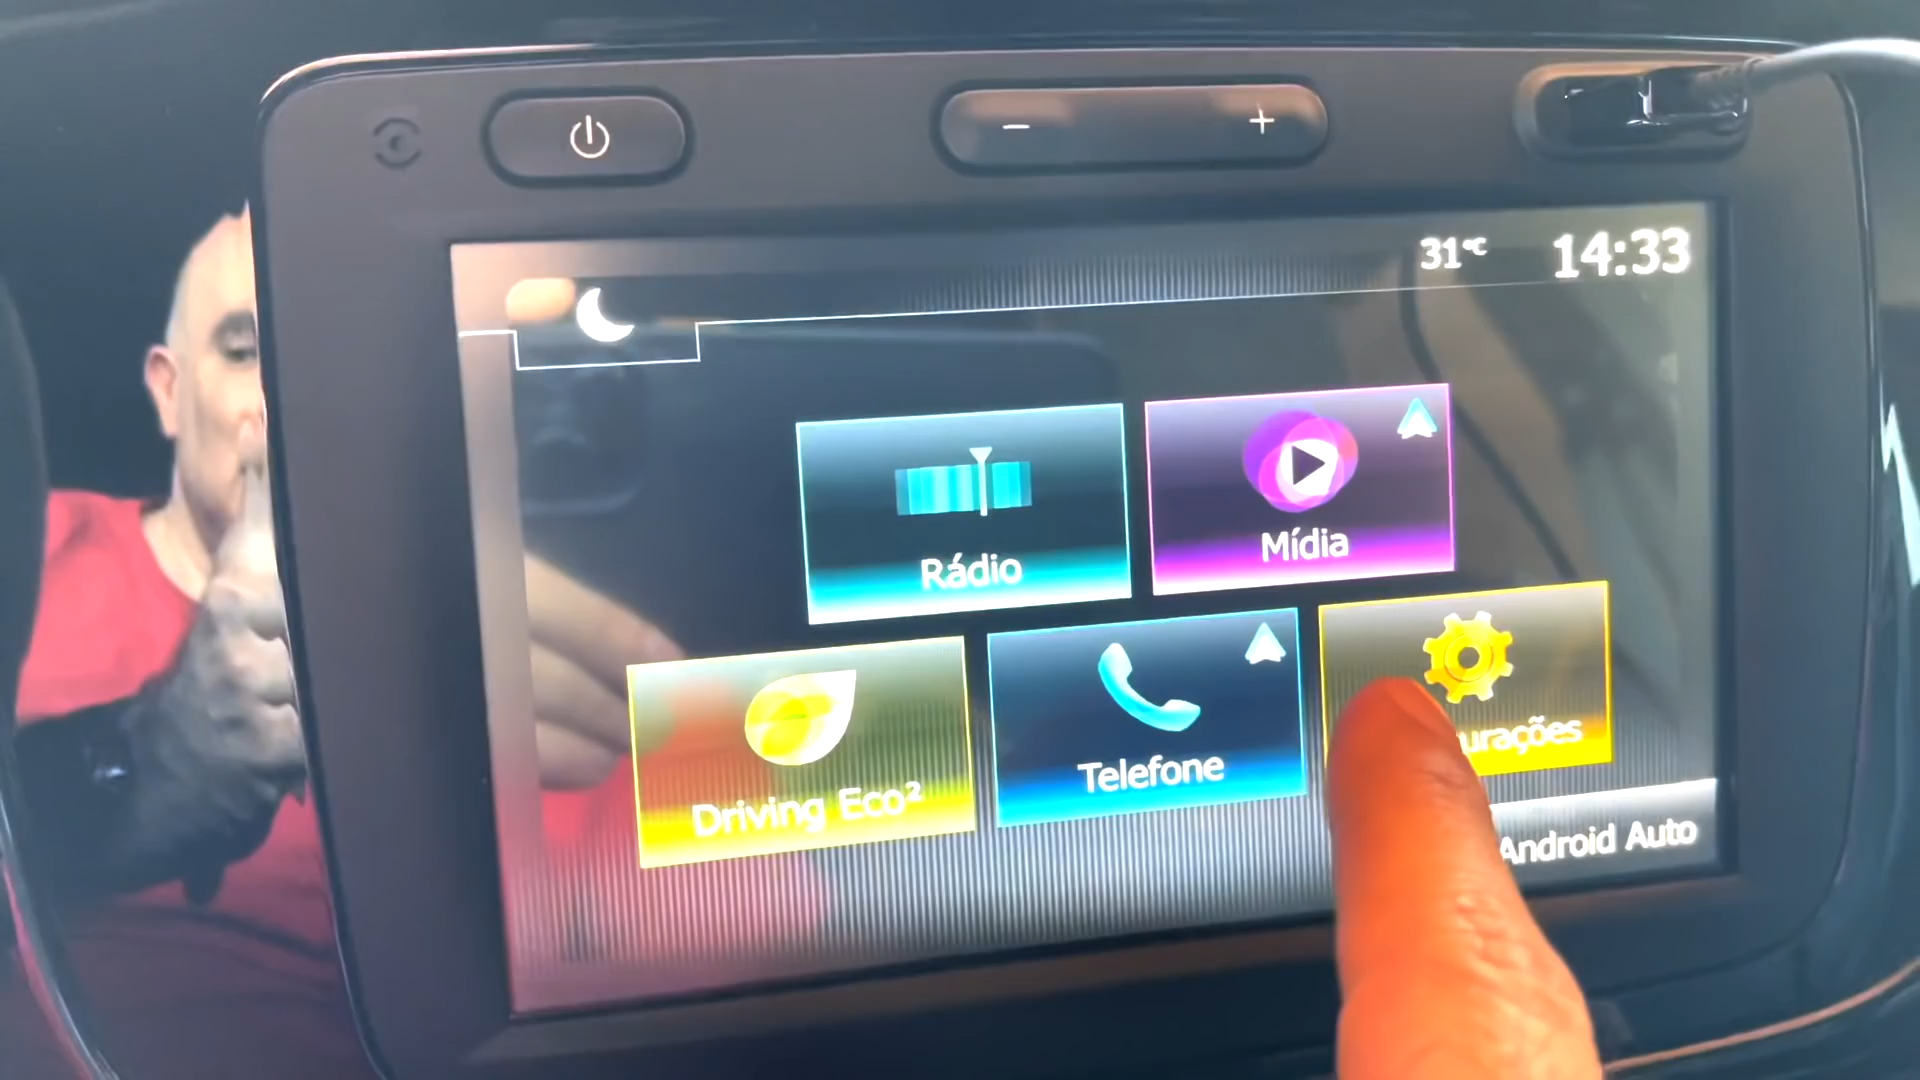 31°C 14:33
Rádio
Mídia
Driving Eco²
Telefone
urações
Android Auto